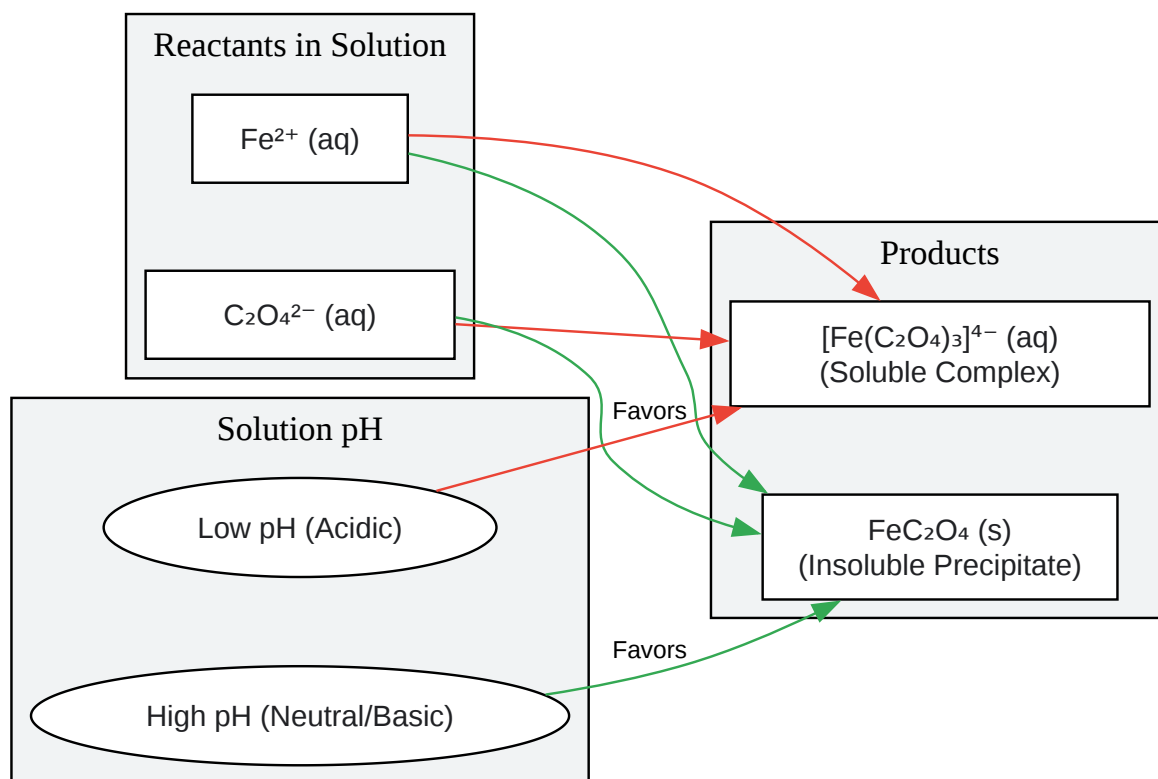 Reactants in Solution
Fe²⁺ (aq)
C₂O₄²⁻ (aq)
Products
[Fe(C₂O₄)₃]⁴⁻ (aq)
(Soluble Complex)
Favors
Solution pH
Low pH (Acidic)
FeC₂O₄ (s)
(Insoluble Precipitate)
Favors
High pH (Neutral/Basic)